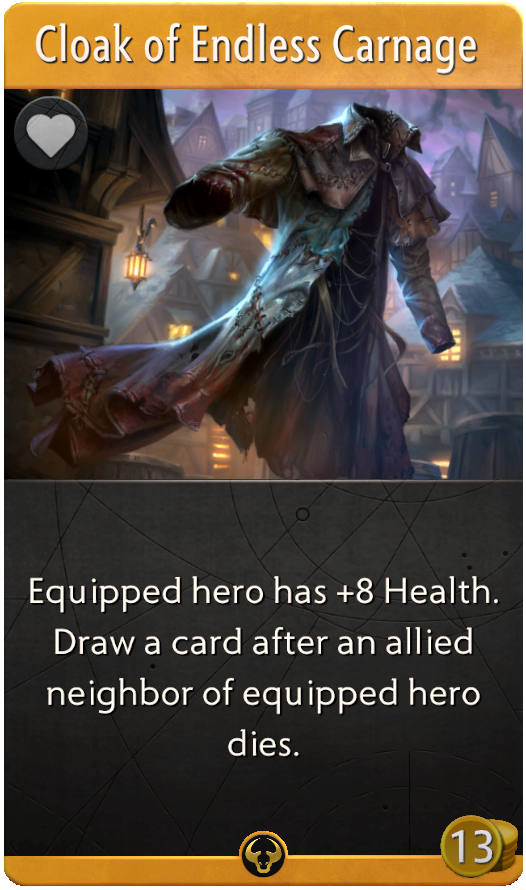 Cloak of Endless Carnage
Equipped hero has +8 Health.
Draw a card after an allied
neighbor of equipped hero
dies.
13